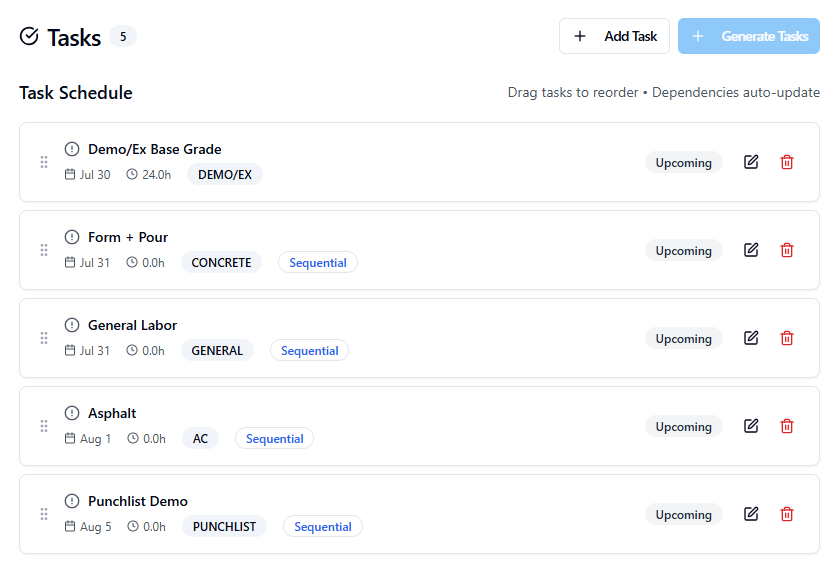 Tasks 5
+ Add Task
+ Generate Tasks
Task Schedule
Drag tasks to reorder • Dependencies auto-update
Demo/Ex Base Grade
Jul 30 24.0h DEMO/EX
Upcoming
Form + Pour
Jul 31 0.0h CONCRETE Sequential
Upcoming
General Labor
Jul 31 0.0h GENERAL Sequential
Upcoming
Asphalt
Aug 1 0.0h AC Sequential
Upcoming
Punchlist Demo
Aug 5 0.0h PUNCHLIST Sequential
Upcoming